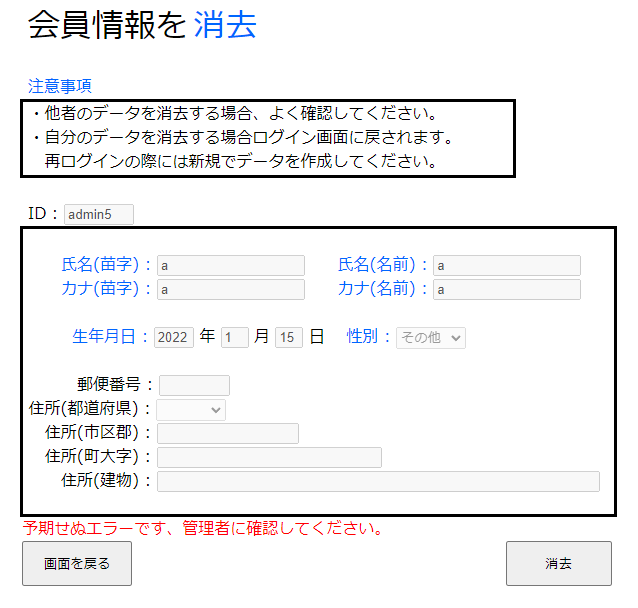 会員情報を 消去
注意事項
・他者のデータを消去する場合、よく確認してください。
・自分のデータを消去する場合ログイン画面に戻されます。
再ログインの際には新規でデータを作成してください。
ID : admin5
氏名(苗字) : a 氏名(名前) : a
カナ(苗字) : a カナ(名前) : a
生年月日 : 2022 年 1 月 15 日 性別 : その他
郵便番号 :
住所(都道府県) :
住所(市区郡) :
住所(町大字) :
住所(建物) :
予期せぬエラーです、管理者に確認してください。
画面を戻る 消去